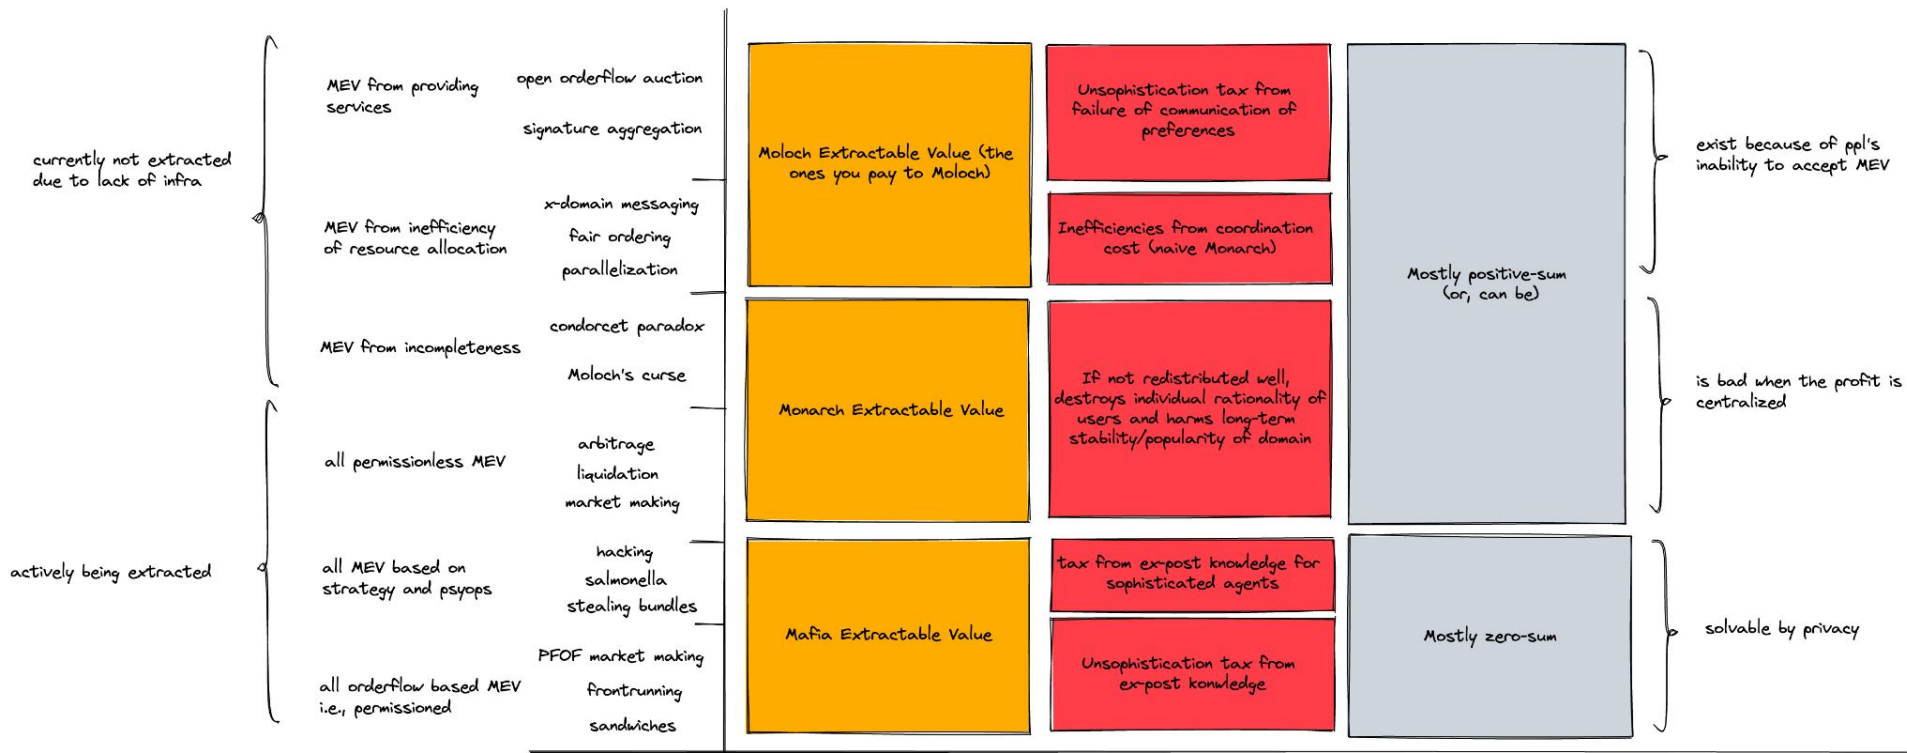 currently not extracted
due to lack of infra
actively being extracted
MEV from providing
services
MEV from inefficiency
of resource allocation
MEV from incompleteness
all permissionless MEV
all MEV based on
strategy and psyops
all orderflow based MEV
i.e., permissioned
open orderflow auction
signature aggregation
x-domain messaging
fair ordering
parallelization
condorcet paradox
Moloch's curse
arbitrage
liquidation
market making
hacking
salmonella
stealing bundles
PFOF market making
frontrunning
sandwiches
Moloch Extractable Value (the
ones you pay to Moloch)
Monarch Extractable Value
Mafia Extractable Value
Unsophistication tax from
failure of communication of
preferences
Inefficiencies from coordination
cost (naive Monarch)
If not redistributed well,
destroys individual rationality of
users and harms long-term
stability/popularity of domain
tax from ex-post knowledge for
sophisticated agents
Unsophistication tax from
ex-post konwledge
Mostly positive-sum
(or, can be)
Mostly zero-sum
exist because of ppl's
inability to accept MEV
is bad when the profit is
centralized
solvable by privacy